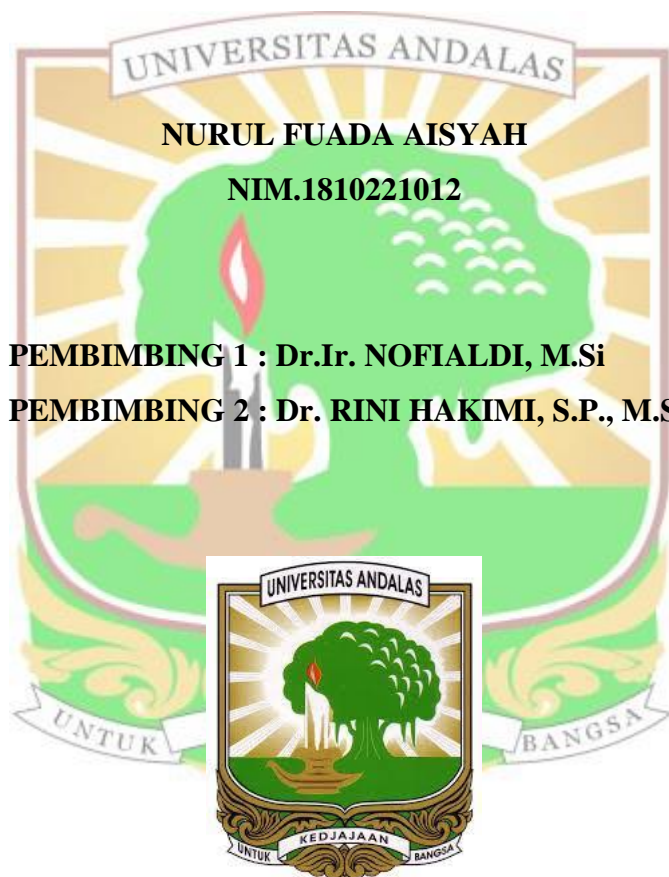 UNIVERSITAS ANDALAS
NURUL FUADA AISYAH
NIM.1810221012
PEMBIMBING 1 : Dr.Ir. NOFIALDI, M.Si
PEMBIMBING 2 : Dr. RINI HAKIMI, S.P., M.S
UNIVERSITAS ANDALAS
UNTUK BANGSA
UNTUK KEDJAJAAN BANGSA